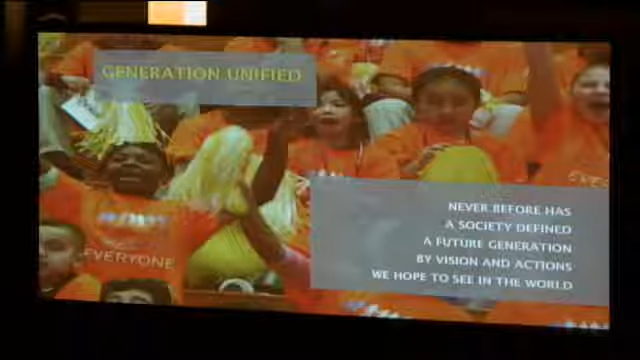 GENERATION UNIFIED
NEVER BEFORE HAS
A SOCIETY DEFINED
A FUTURE GENERATION
BY VISION AND ACTIONS
WE HOPE TO SEE IN THE WORLD
EVERYONE